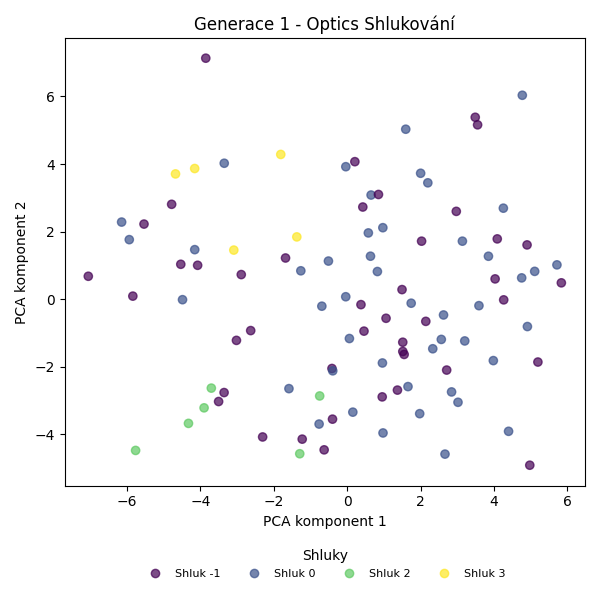 Generace 1 - Optics Shlukování
PCA komponent 2
6
4
2
0
−2
−4
−6 −4 −2 0 2 4 6
PCA komponent 1
Shluky
Shluk -1 Shluk 0 Shluk 2 Shluk 3